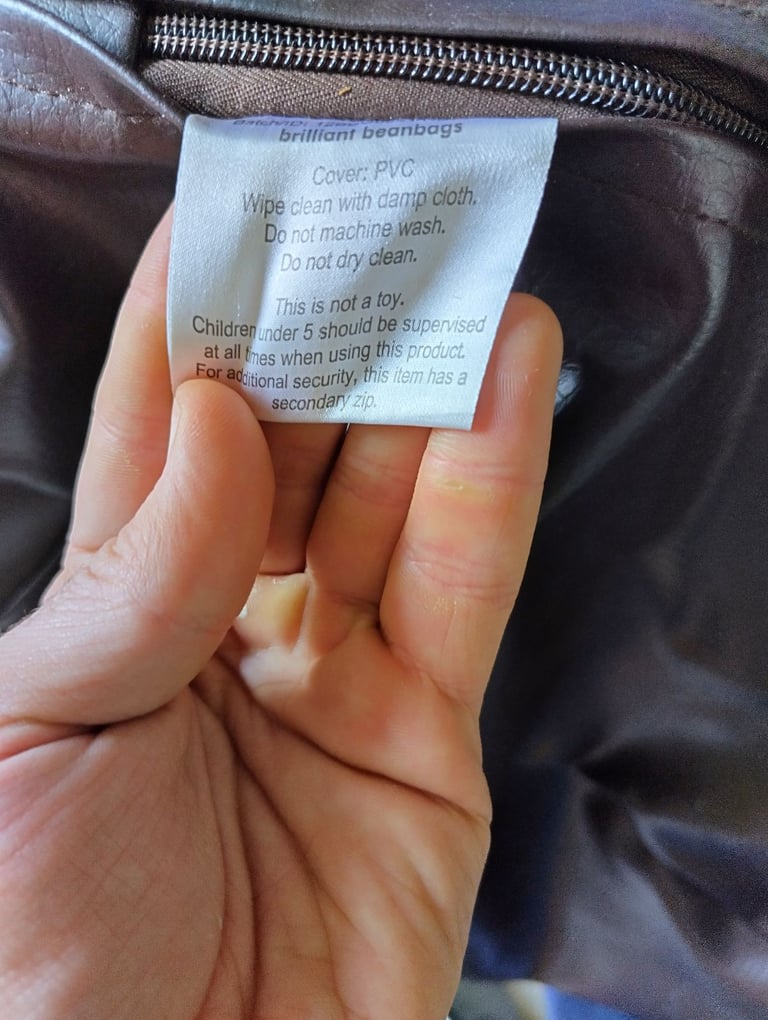 brilliant beanbags
Cover: PVC
Wipe clean with damp cloth.
Do not machine wash.
Do not dry clean.
This is not a toy.
Children under 5 should be supervised
at all times when using this product.
For additional security, this item has a
secondary zip.